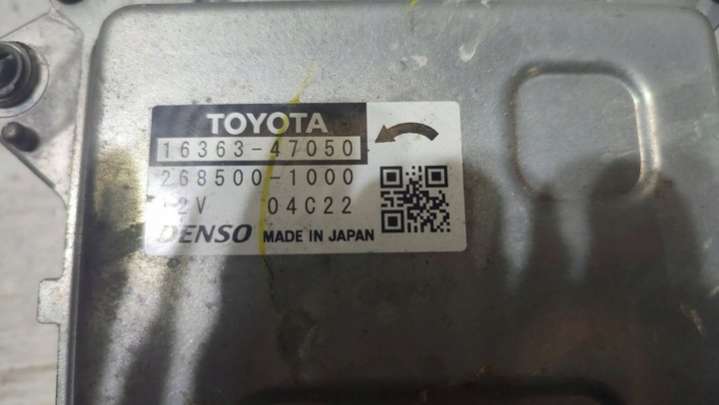 TOYOTA
16363-47050
268500-1000
12V 04C22
DENSO MADE IN JAPAN